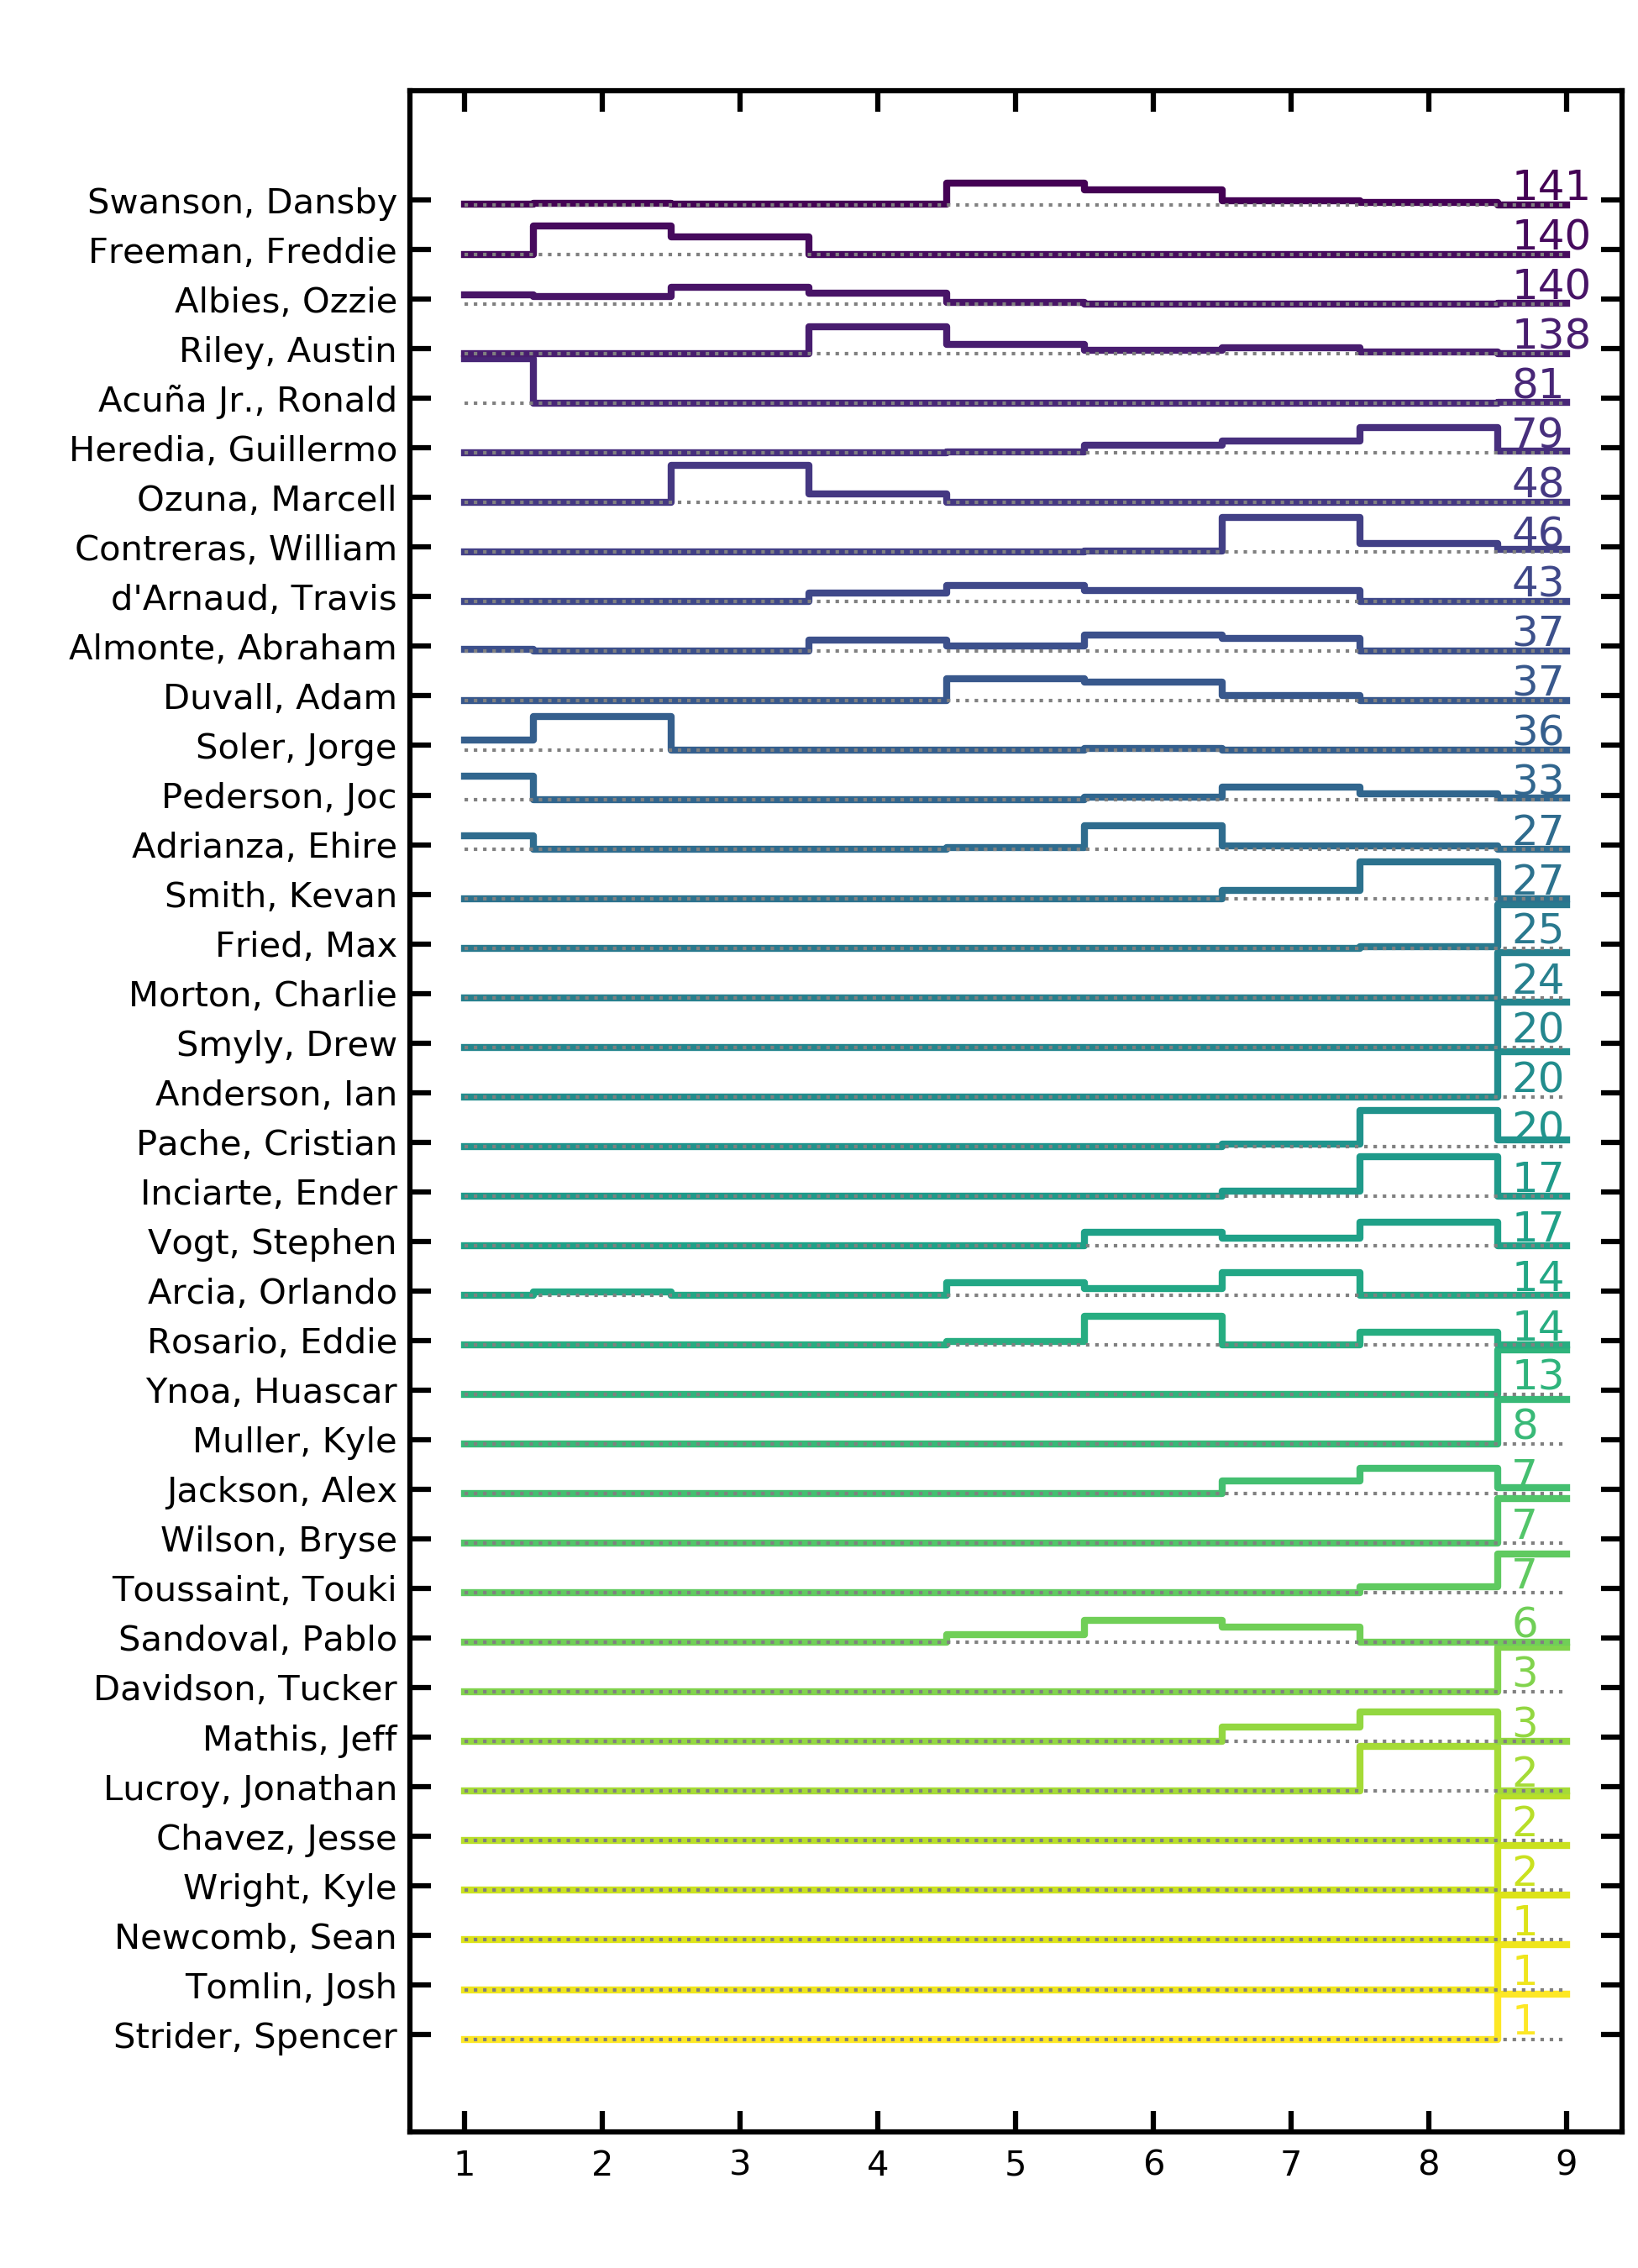 Swanson, Dansby 141
Freeman, Freddie 140
Albies, Ozzie 140
Riley, Austin 138
Acuña Jr., Ronald 81
Heredia, Guillermo 79
Ozuna, Marcell 48
Contreras, William 46
d'Arnaud, Travis 43
Almonte, Abraham 37
Duvall, Adam 37
Soler, Jorge 36
Pederson, Joc 33
Adrianza, Ehire 27
Smith, Kevan 27
Fried, Max 25
Morton, Charlie 24
Smyly, Drew 20
Anderson, Ian 20
Pache, Cristian 20
Inciarte, Ender 17
Vogt, Stephen 17
Arcia, Orlando 14
Rosario, Eddie 14
Ynoa, Huascar 13
Muller, Kyle 8
Jackson, Alex 7
Wilson, Bryse 7
Toussaint, Touki 7
Sandoval, Pablo 6
Davidson, Tucker 3
Mathis, Jeff 3
Lucroy, Jonathan 2
Chavez, Jesse 2
Wright, Kyle 2
Newcomb, Sean 1
Tomlin, Josh 1
Strider, Spencer 1
1 2 3 4 5 6 7 8 9